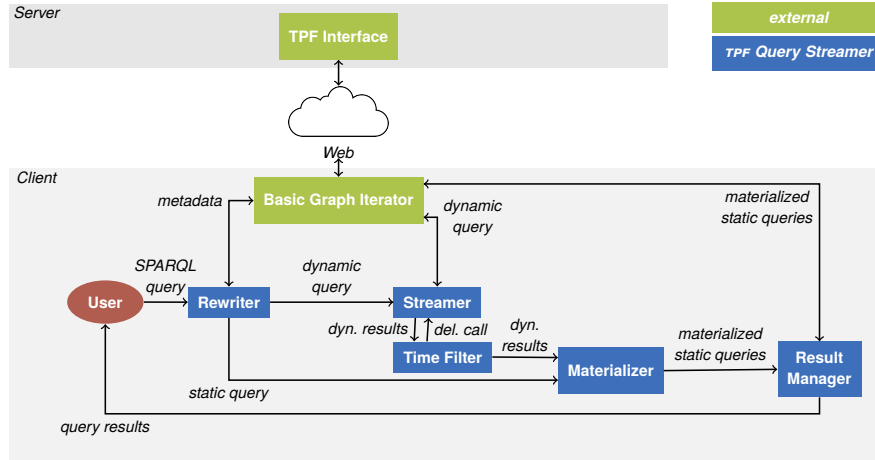 Server
external
TPF Interface
TPF Query Streamer
Web
Client
Basic Graph Iterator
metadata
materialized
static queries
dynamic
query
SPARQL
query
dynamic
query
User
Rewriter
Streamer
dyn. results
del. call
dyn.
results
materialized
static queries
Time Filter
Materializer
Result
Manager
static query
query results